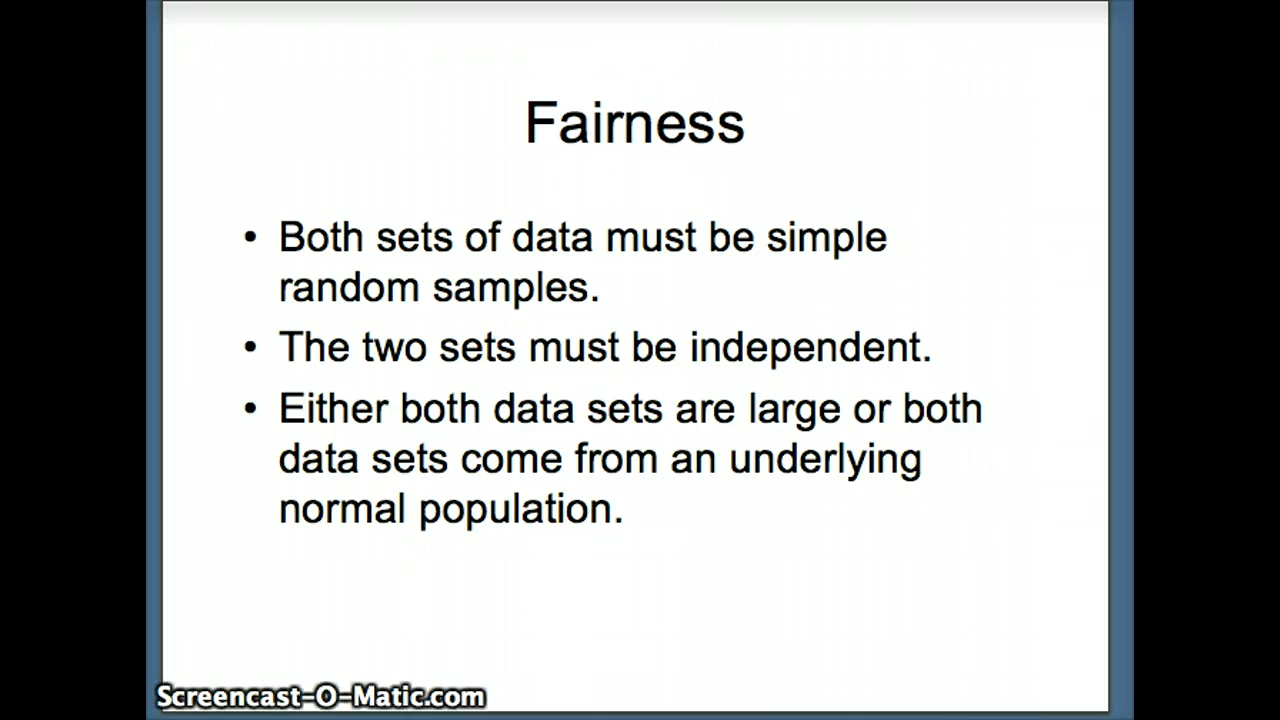 Fairness
• Both sets of data must be simple
random samples.
• The two sets must be independent.
• Either both data sets are large or both
data sets come from an underlying
normal population.
Screencast-O-Matic.com